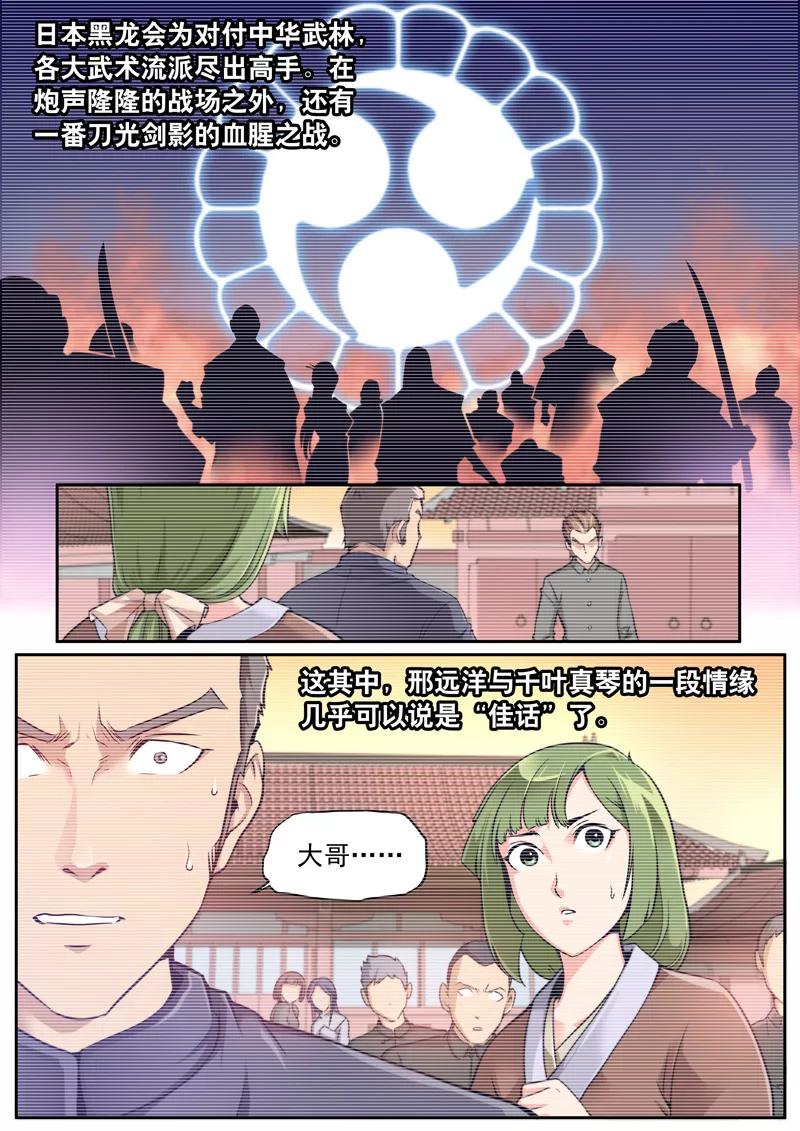 日本黑龙会为对付中华武林，
各大武术流派尽出高手。在
炮声隆隆的战场之外，还有
一番刀光剑影的血腥之战。
这其中，邢远洋与千叶真琴的一段情缘
几乎可以说是“佳话”了。
大哥……